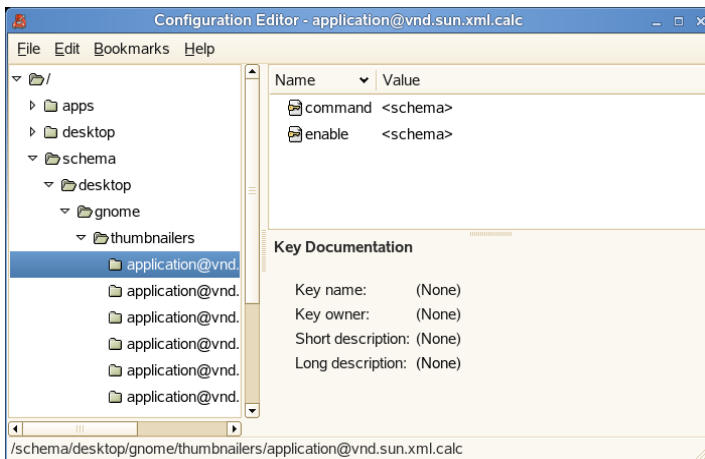 Configuration Editor - application@vnd.sun.xml.calc
File Edit Bookmarks Help
/
apps
desktop
schema
desktop
gnome
thumbnailers
application@vnd.
application@vnd.
application@vnd.
application@vnd.
application@vnd.
application@vnd.
Name Value
command <schema>
enable <schema>
Key Documentation
Key name: (None)
Key owner: (None)
Short description: (None)
Long description: (None)
/schema/desktop/gnome/thumbnailers/application@vnd.sun.xml.calc